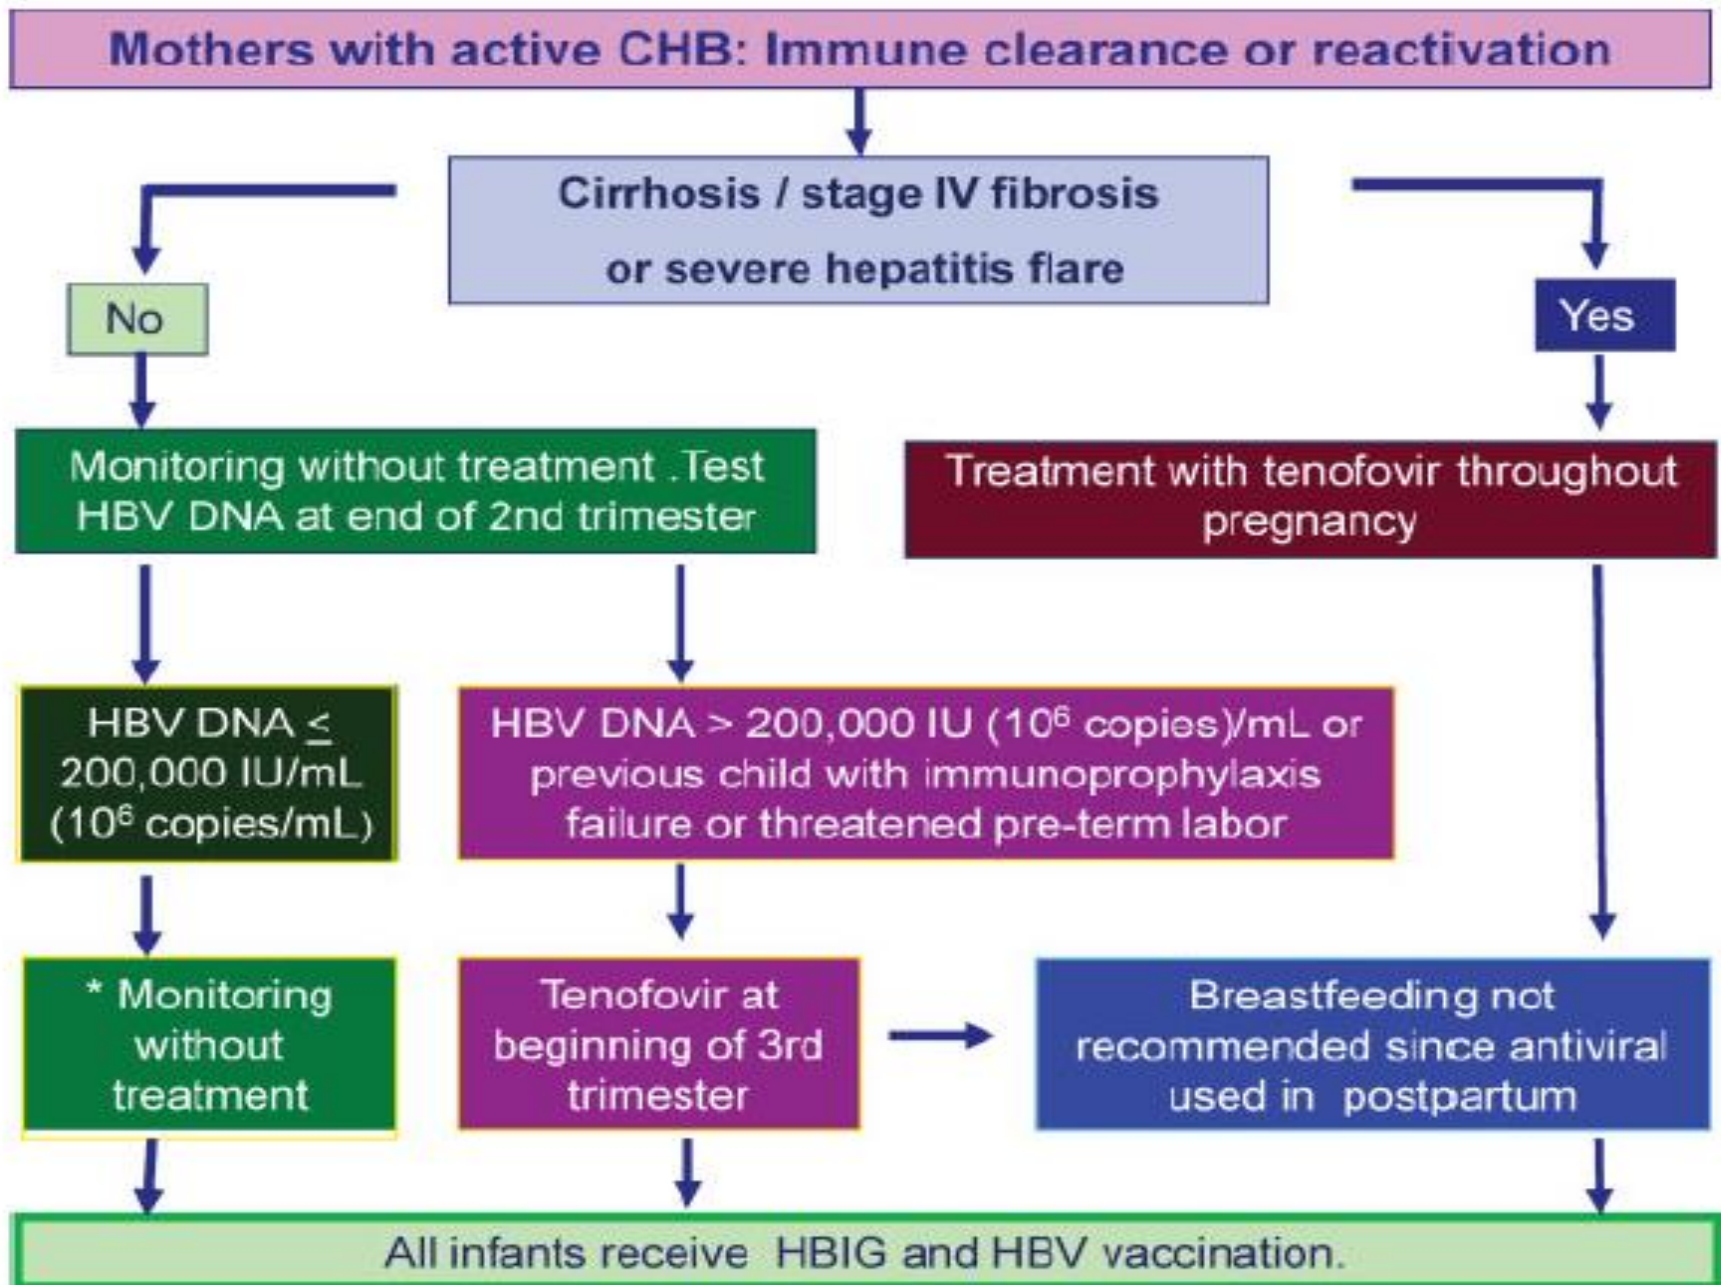 Mothers with active CHB: Immune clearance or reactivation
Cirrhosis / stage IV fibrosis
or severe hepatitis flare
No
Yes
Monitoring without treatment .Test
HBV DNA at end of 2nd trimester
Treatment with tenofovir throughout
pregnancy
HBV DNA ≤
200,000 IU/mL
(10⁶ copies/mL)
HBV DNA > 200,000 IU (10⁶ copies)/mL or
previous child with immunoprophylaxis
failure or threatened pre-term labor
* Monitoring
without
treatment
Tenofovir at
beginning of 3rd
trimester
Breastfeeding not
recommended since antiviral
used in postpartum
All infants receive HBIG and HBV vaccination.